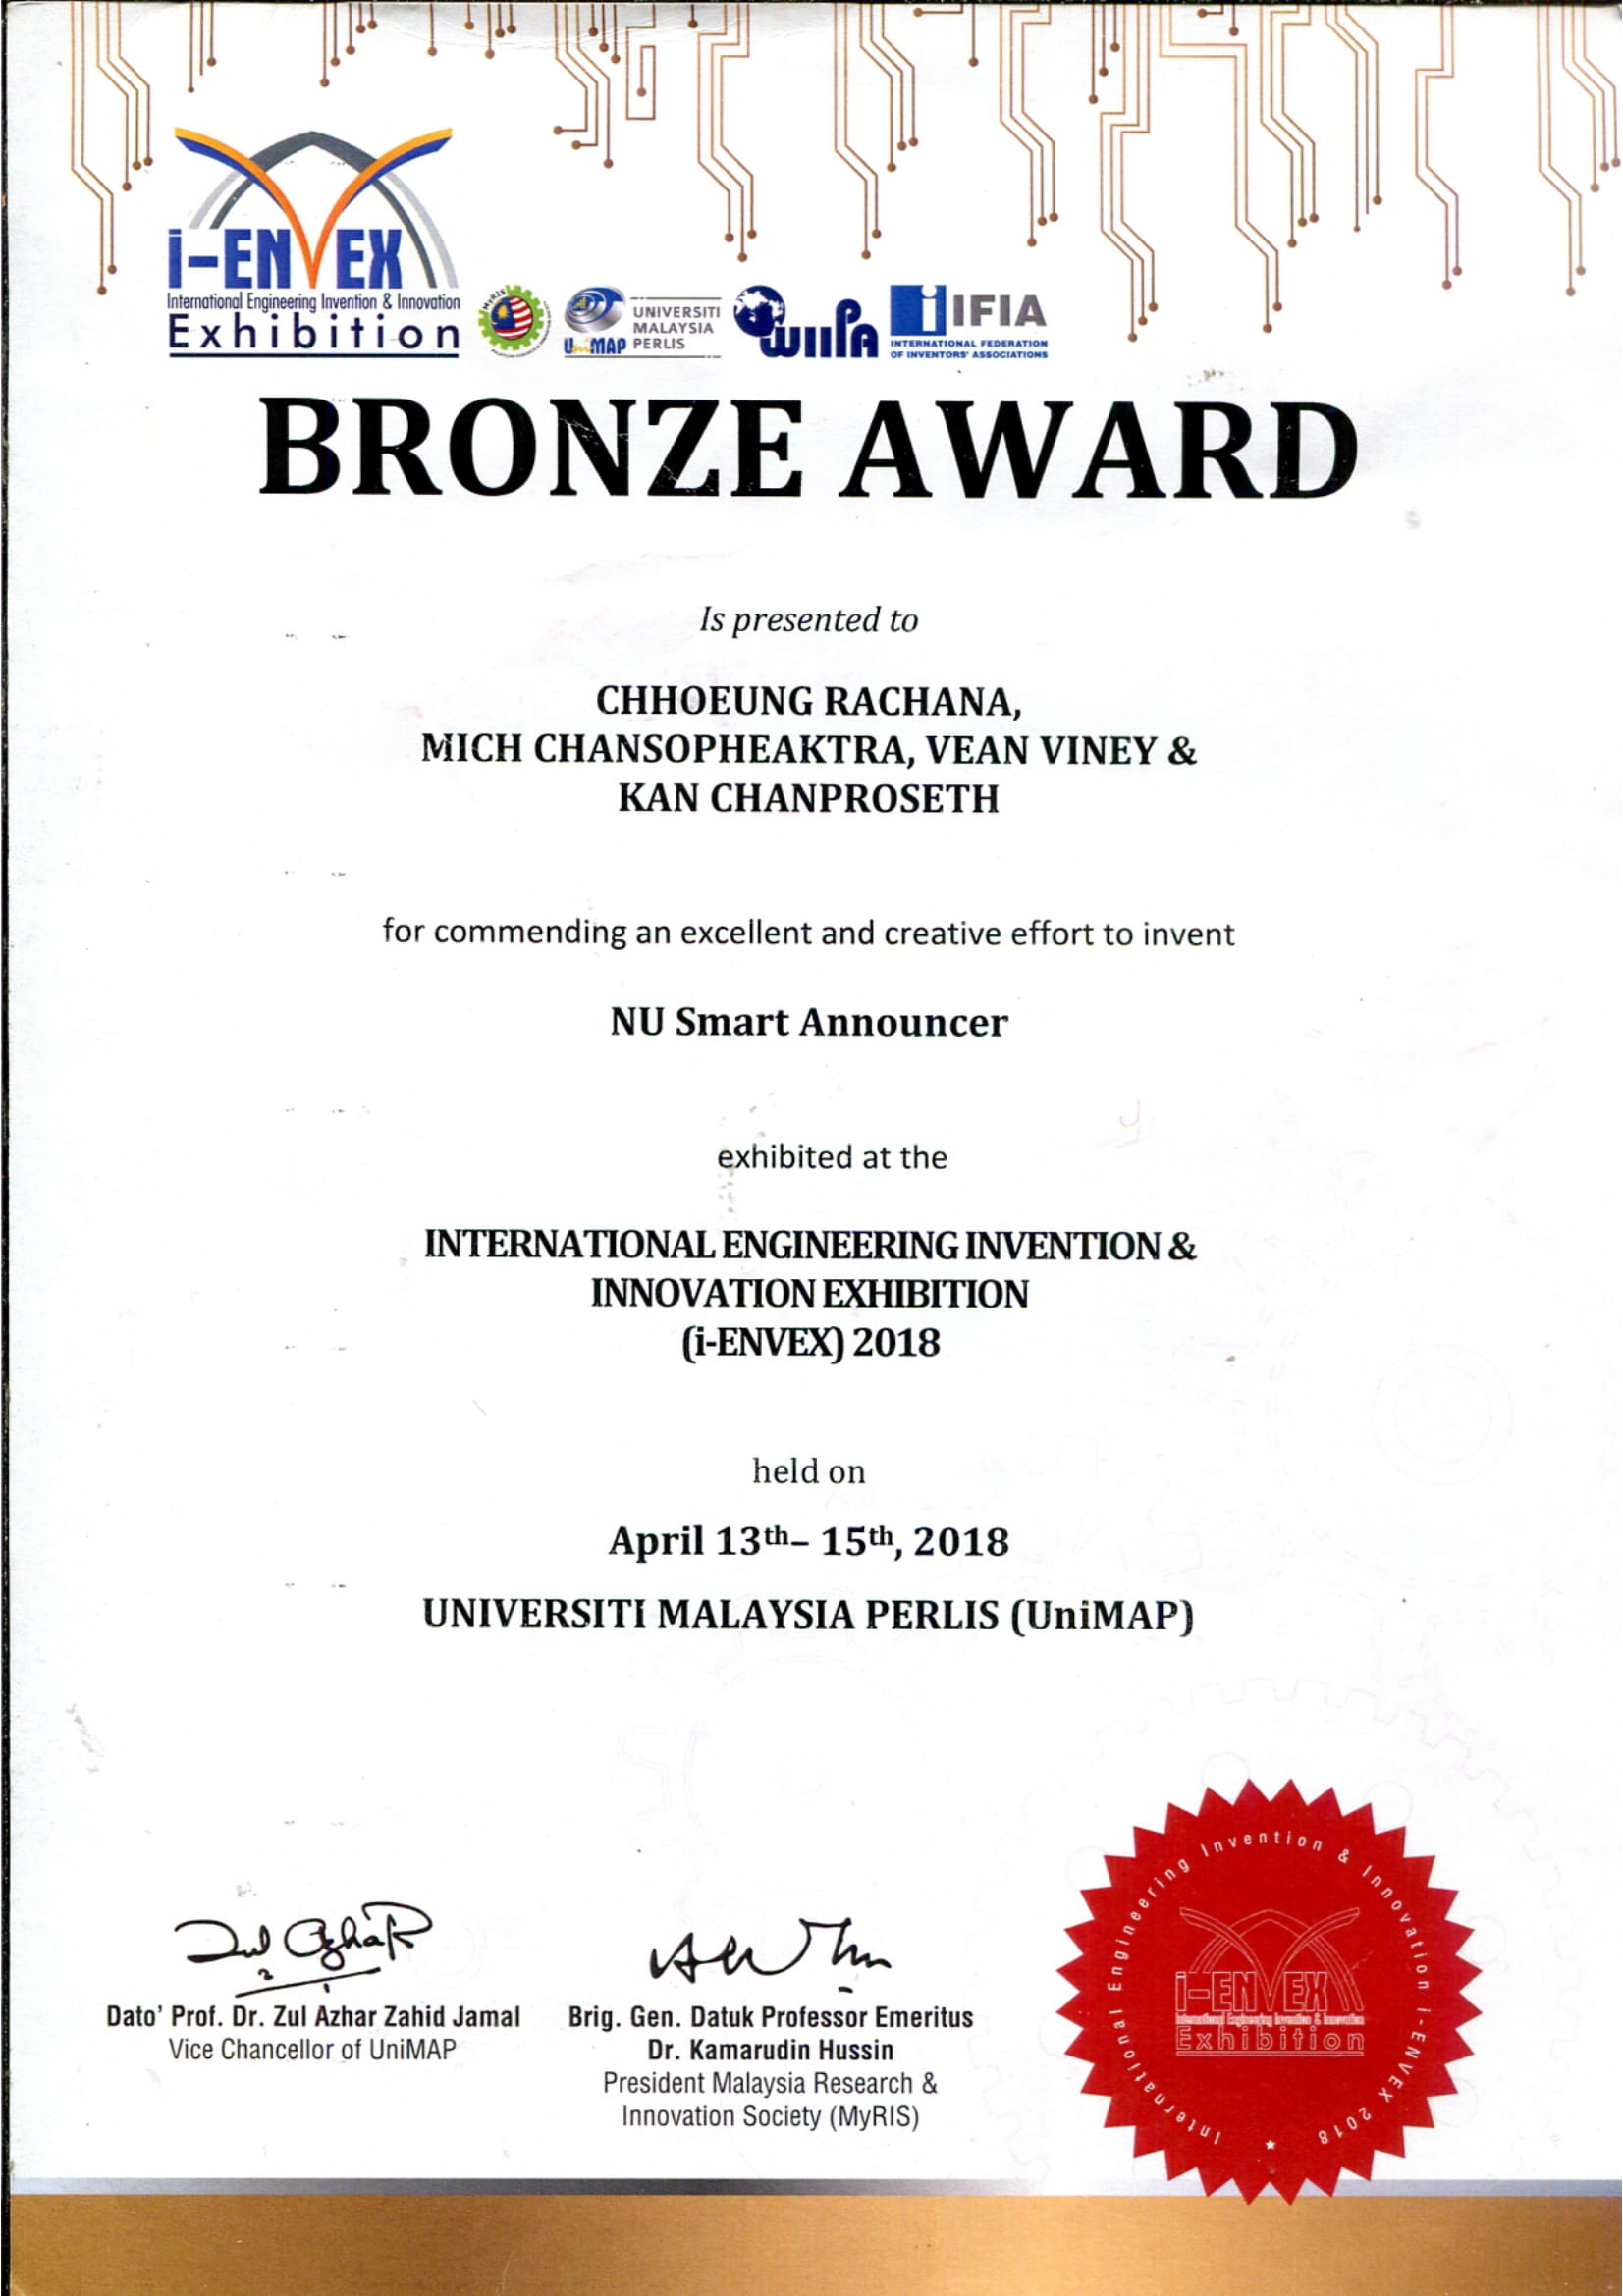 i-ENVEX
International Engineering Invention & Innovation
Exhibition
MyRIS
UniMAP
UNIVERSITI
MALAYSIA
PERLIS
WIIPA
IFIA
INTERNATIONAL FEDERATION
OF INVENTORS' ASSOCIATIONS
BRONZE AWARD
Is presented to
CHHOEUNG RACHANA,
MICH CHANSOPHEAKTRA, VEAN VINEY &
KAN CHANPROSETH
for commending an excellent and creative effort to invent
NU Smart Announcer
exhibited at the
INTERNATIONAL ENGINEERING INVENTION &
INNOVATION EXHIBITION
(i-ENVEX) 2018
held on
April 13th– 15th, 2018
UNIVERSITI MALAYSIA PERLIS (UniMAP)
Zul Azhar
Dato' Prof. Dr. Zul Azhar Zahid Jamal
Vice Chancellor of UniMAP
Brig. Gen. Datuk Professor Emeritus
Dr. Kamarudin Hussin
President Malaysia Research &
Innovation Society (MyRIS)
International Engineering Invention & Innovation i-ENVEX 2018
i-ENVEX
International Engineering Invention & Innovation
Exhibition